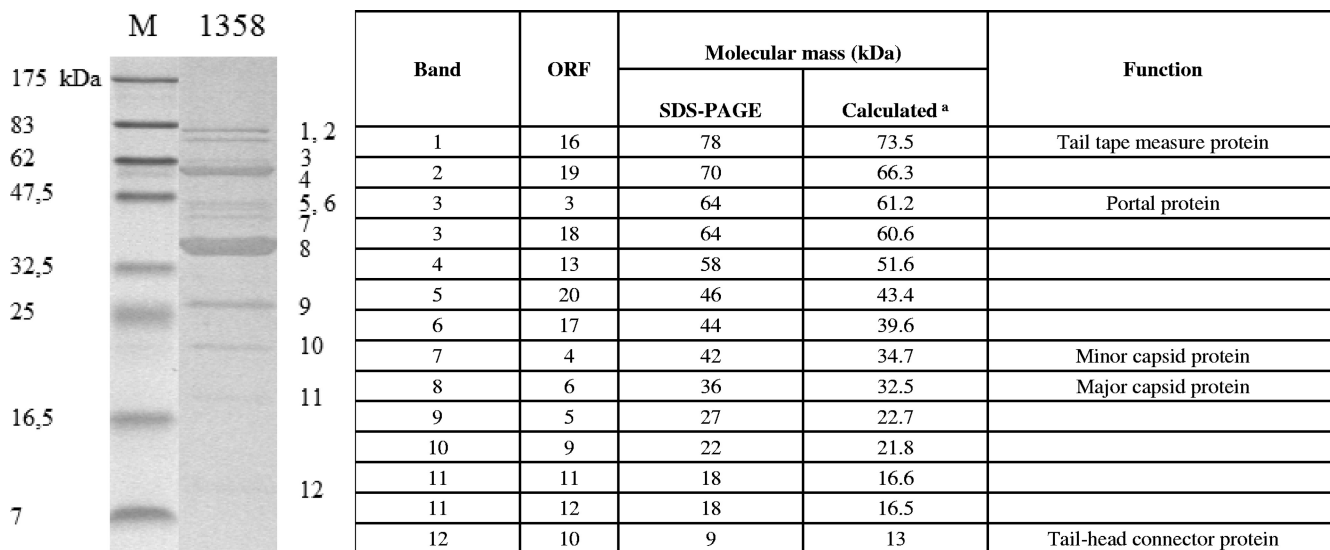 M 1358
175 kDa
83
62
47,5
32,5
25
16,5
7
1, 2
3
4
5, 6
7
8
9
10
11
12
Band ORF Molecular mass (kDa) Function
SDS-PAGE Calculated a
1 16 78 73.5 Tail tape measure protein
2 19 70 66.3
3 3 64 61.2 Portal protein
3 18 64 60.6
4 13 58 51.6
5 20 46 43.4
6 17 44 39.6
7 4 42 34.7 Minor capsid protein
8 6 36 32.5 Major capsid protein
9 5 27 22.7
10 9 22 21.8
11 11 18 16.6
11 12 18 16.5
12 10 9 13 Tail-head connector protein